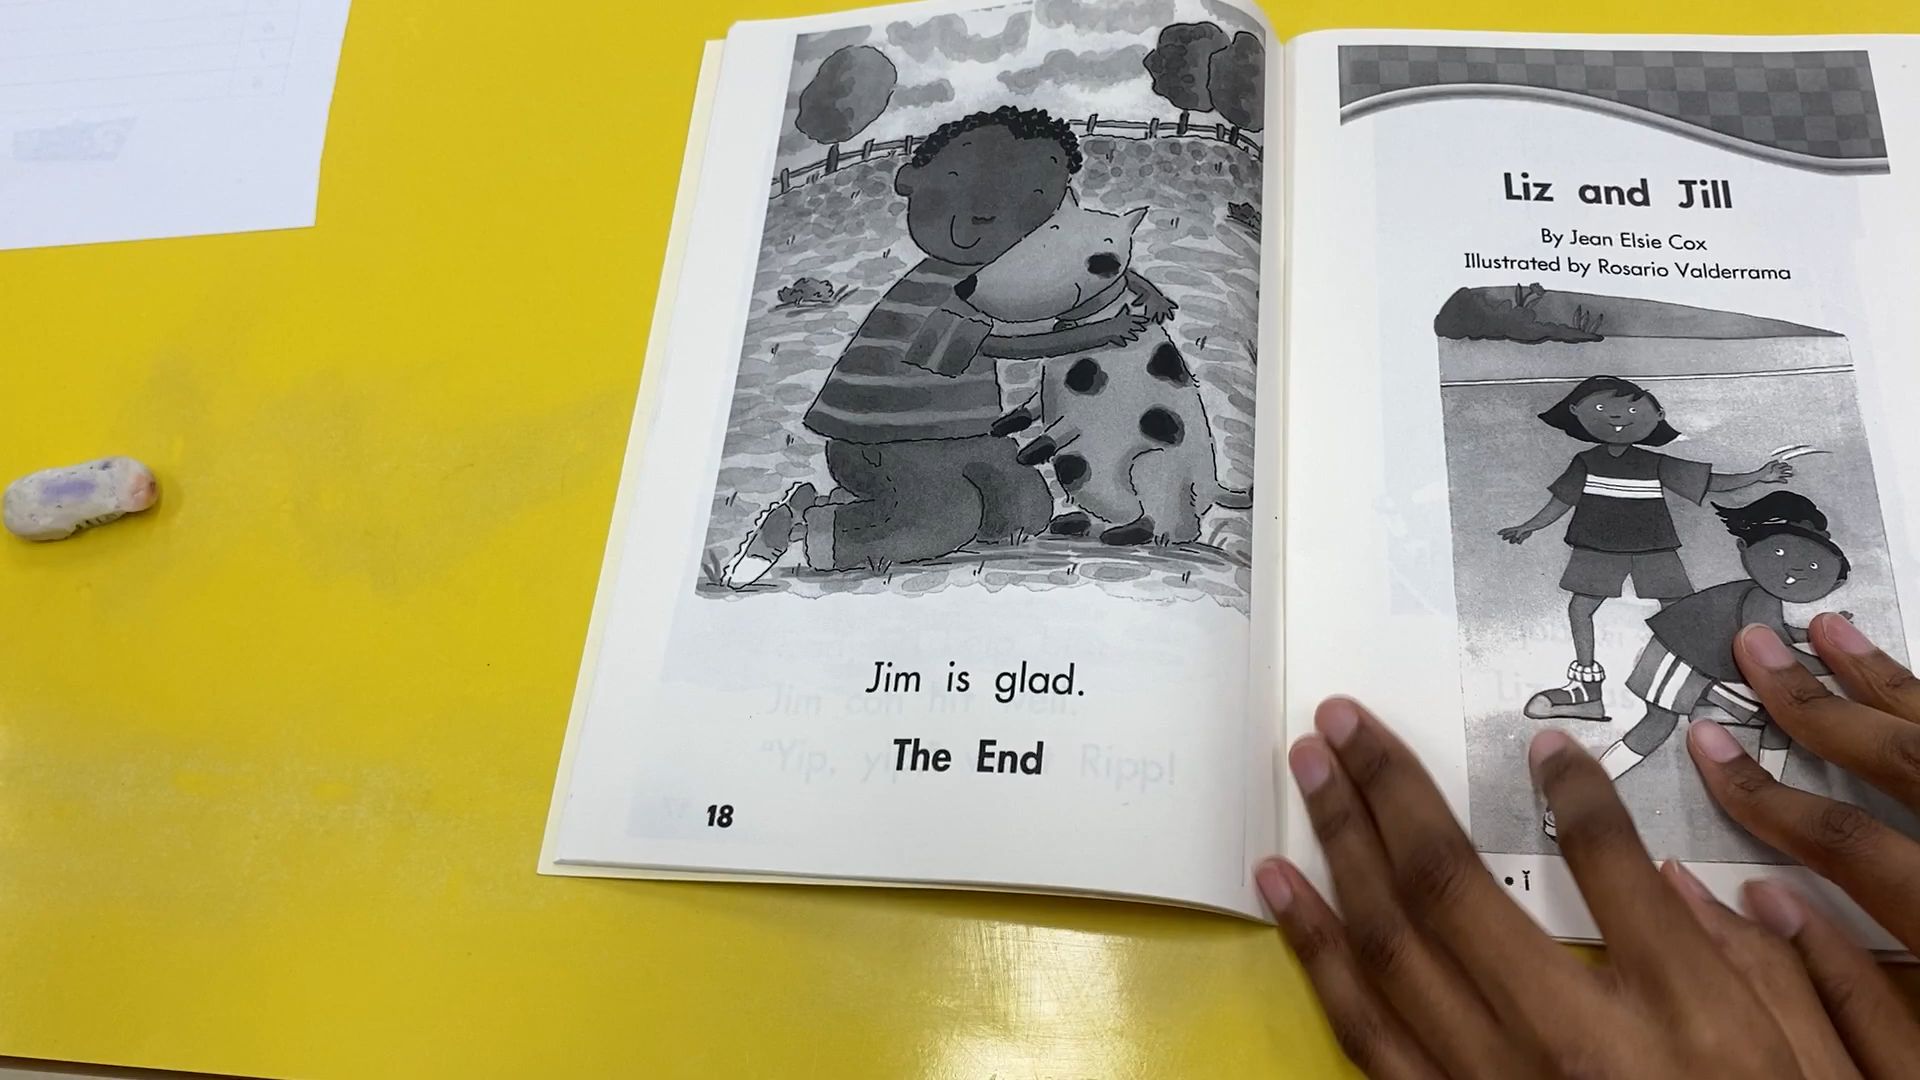 Jim is glad.
The End
18
Liz and Jill
By Jean Elsie Cox
Illustrated by Rosario Valderrama
• ĭ